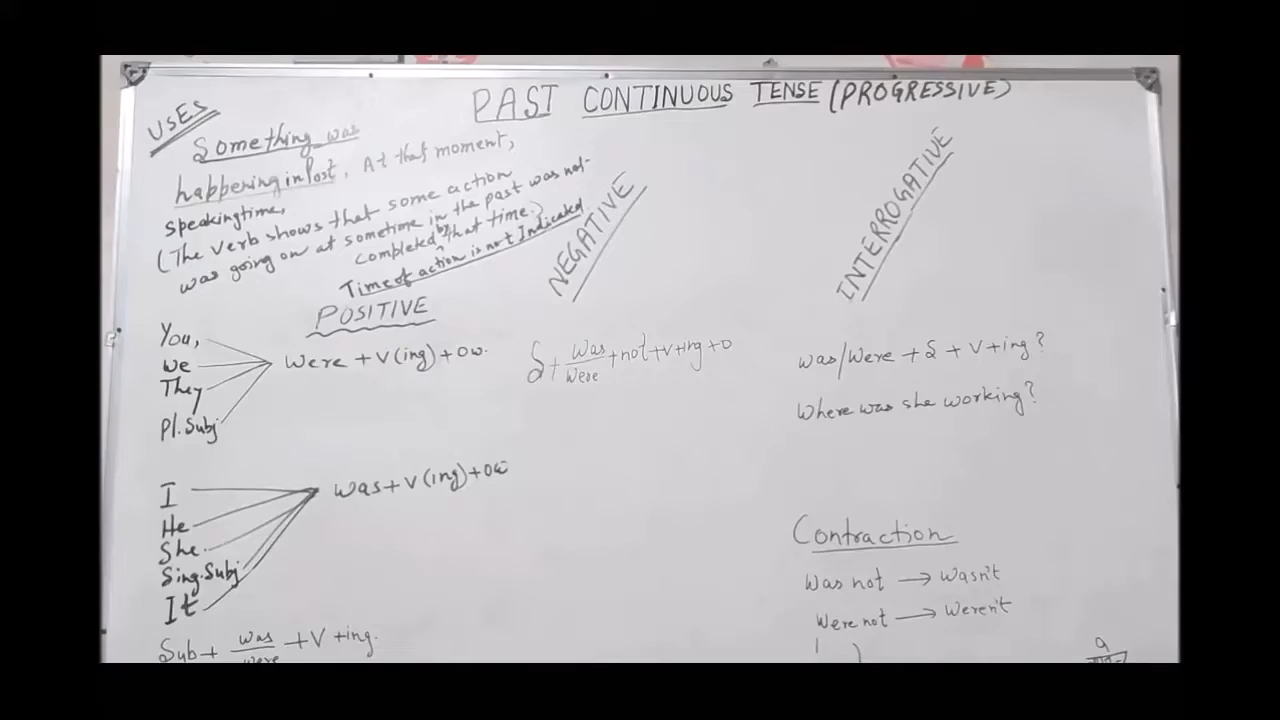 PAST CONTINUOUS TENSE (PROGRESSIVE)
USES
Something was
happening in Past, At that moment,
speaking time,
(The verb shows that some action
was going on at sometime in the past was not
completed by that time.)
Time of action is not Indicated
POSITIVE
You,
We
They
Pl. Subj
Were + V (ing) + Ow.
I
He
She
Sing. Subj
It
Was + V (ing) + Ow
Sub + was/were + V + ing.
NEGATIVE
S + Was/Were + not + V + ing + O
INTERROGATIVE
Was/Were + S + V + ing?
Where was she working?
Contraction
Was not → Wasn't
Were not → Weren't